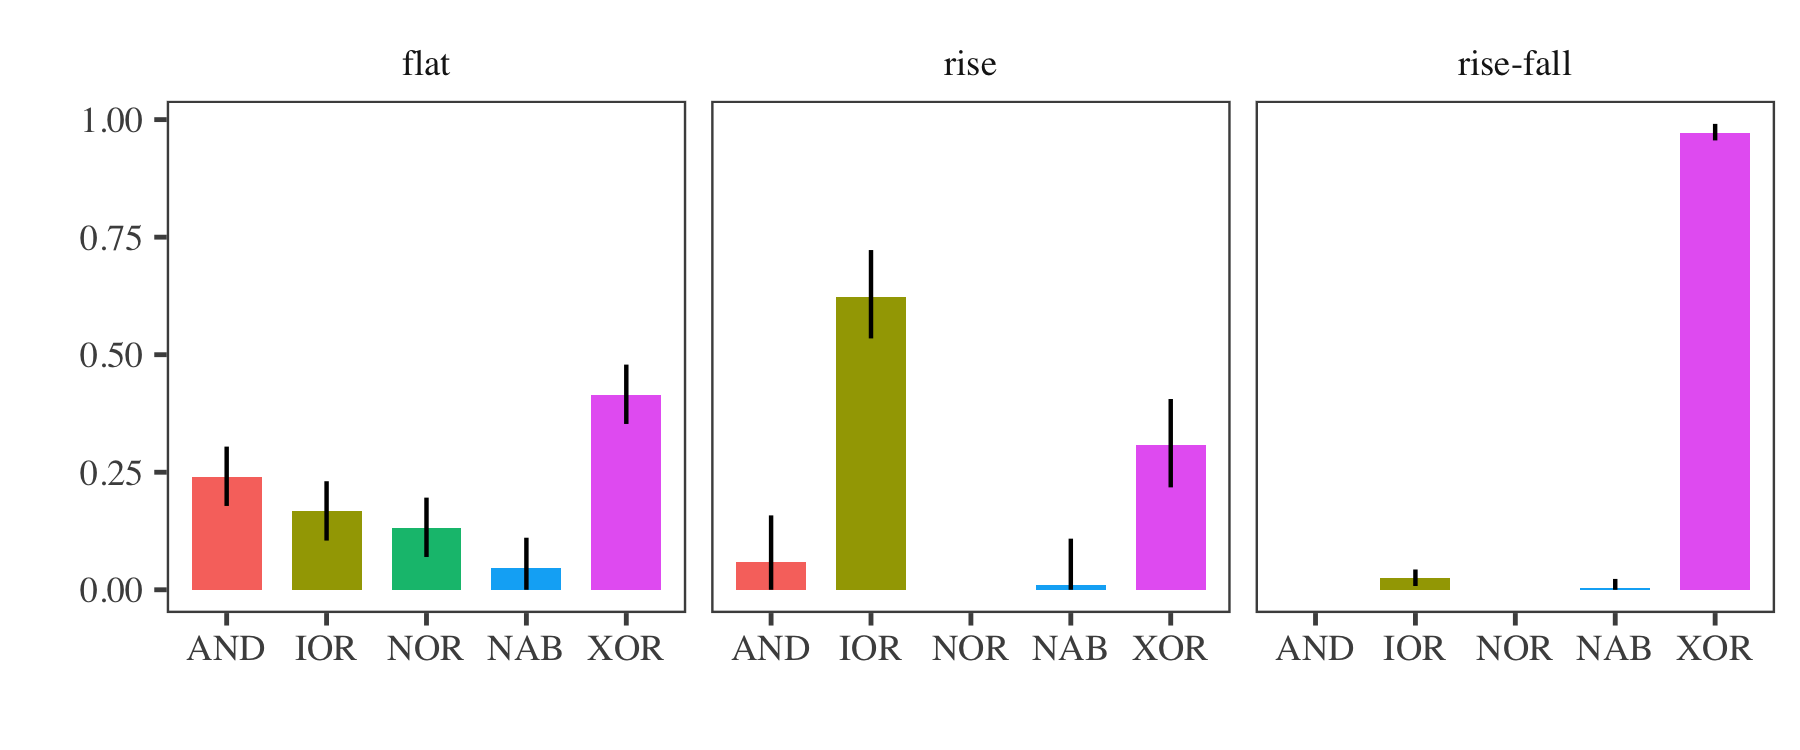 flat rise rise-fall
1.00
0.75
0.50
0.25
0.00
AND IOR NOR NAB XOR AND IOR NOR NAB XOR AND IOR NOR NAB XOR